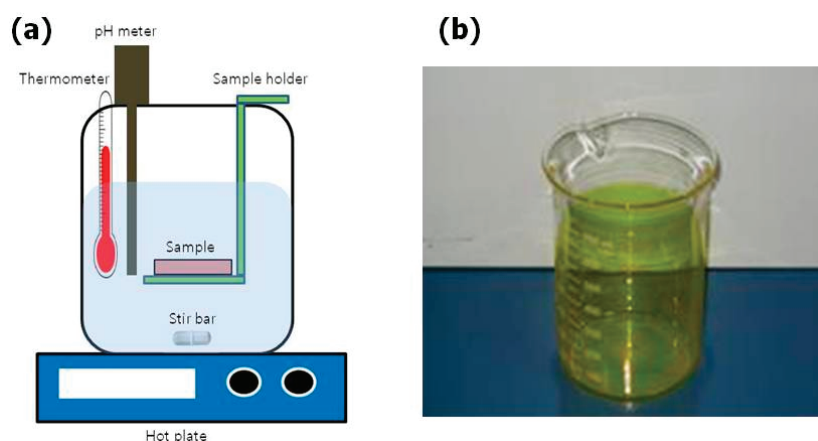 (a)
(b)
pH meter
Thermometer
Sample holder
Sample
Stir bar
Hot plate